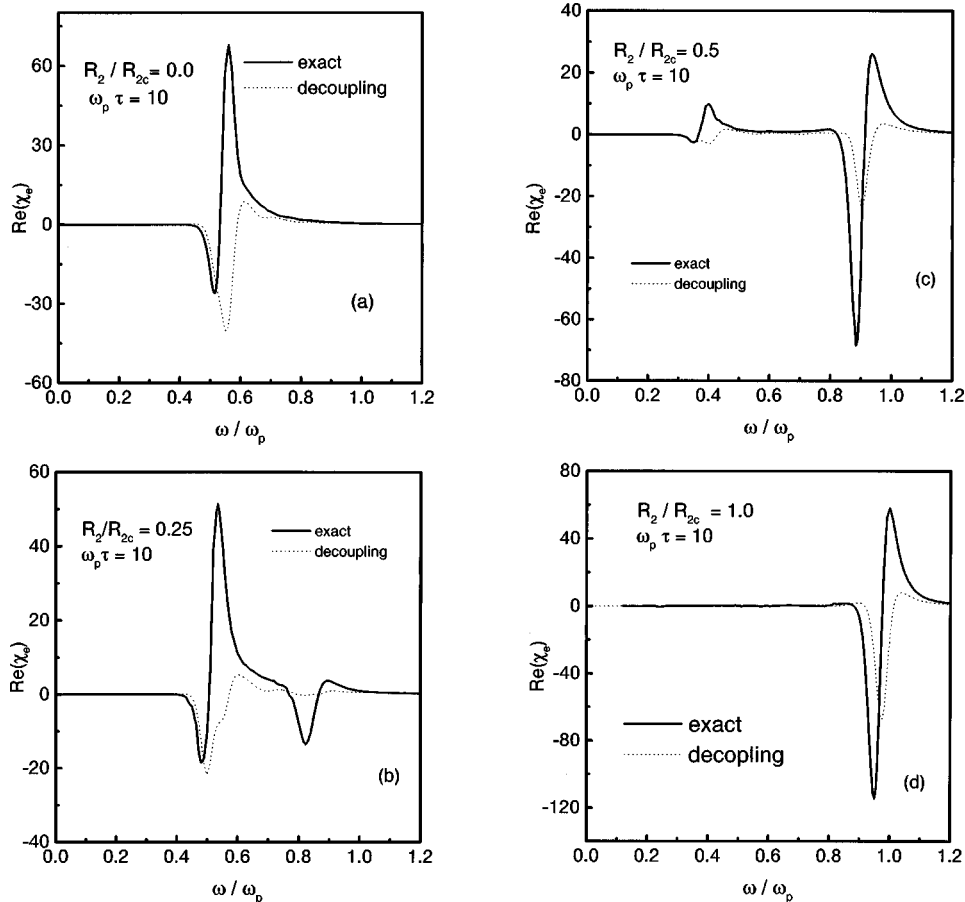 R2 / R2c = 0.0
ωp τ = 10
exact
decoupling
(a)
60
30
0
-30
-60
Re(χe)
0.0 0.2 0.4 0.6 0.8 1.0 1.2
ω / ωp
R2 / R2c = 0.5
ωp τ = 10
exact
decoupling
(c)
40
20
0
-20
-40
-60
-80
Re(χe)
0.0 0.2 0.4 0.6 0.8 1.0 1.2
ω / ωp
R2/R2c = 0.25
ωp τ = 10
exact
decoupling
(b)
60
40
20
0
-20
-40
Re(χe)
0.0 0.2 0.4 0.6 0.8 1.0 1.2
ω / ωp
R2 / R2c = 1.0
ωp τ = 10
exact
decopling
(d)
80
40
0
-40
-80
-120
Re(χe)
0.0 0.2 0.4 0.6 0.8 1.0 1.2
ω / ωp